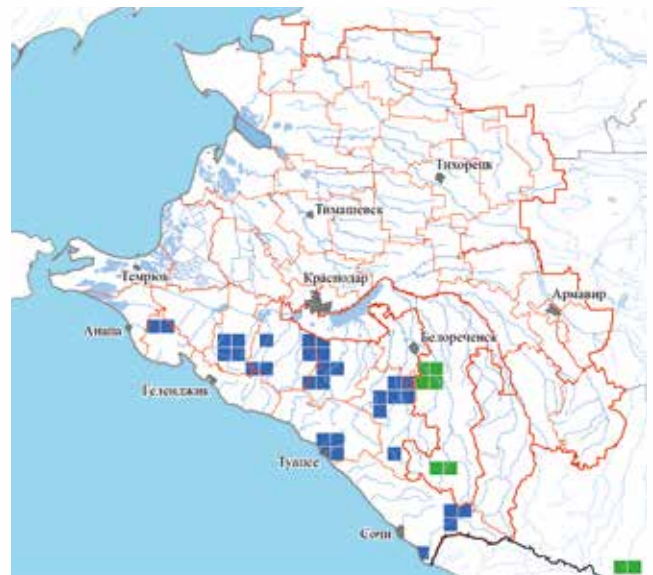 Тихорецк
Тимашевск
Темрюк
Краснодар
Армавир
Анапа
Белореченск
Геленджик
Туапсе
Сочи